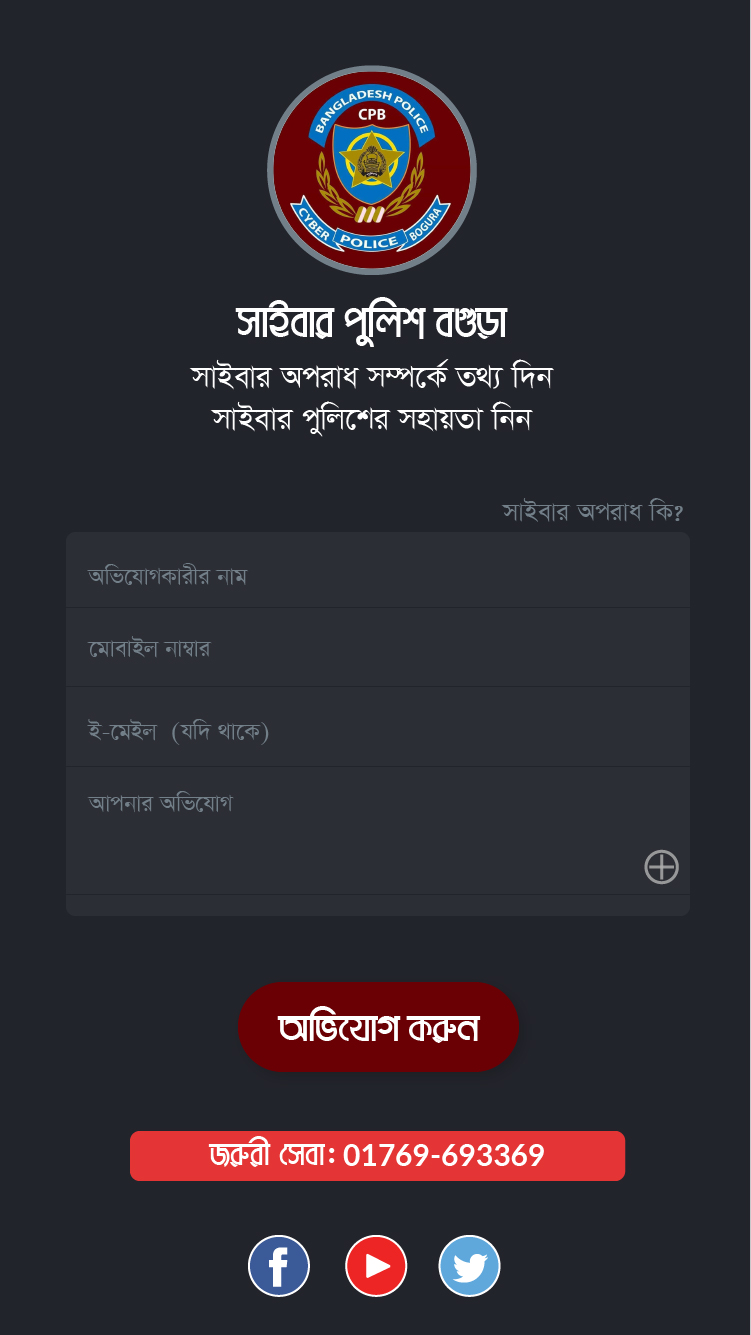 BANGLADESH POLICE
CPB
CYBER POLICE BOGURA
সাইবার পুলিশ বগুড়া
সাইবার অপরাধ সম্পর্কে তথ্য দিন
সাইবার পুলিশের সহায়তা নিন
সাইবার অপরাধ কি?
অভিযোগকারীর নাম
মোবাইল নাম্বার
ই-মেইল (যদি থাকে)
আপনার অভিযোগ
অভিযোগ করুন
জরুরী সেবা: 01769-693369